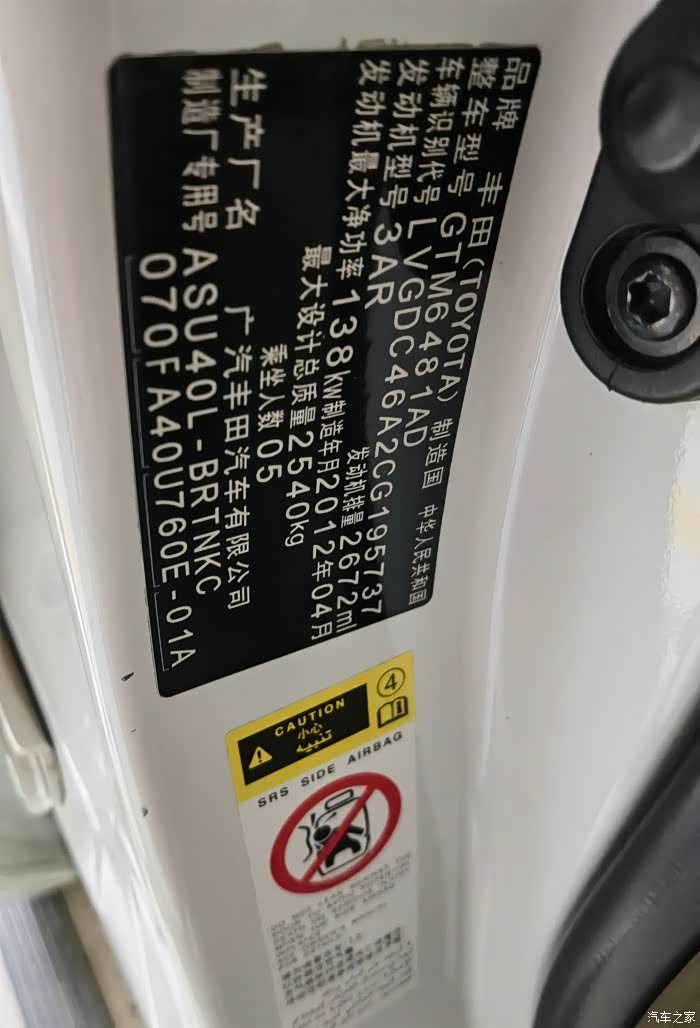 品牌 丰田(TOYOTA) 制造国 中华人民共和国
整车型号 GTM6481AD
车辆识别代号 LVGDC46A2CG195737
发动机型号 3AR 发动机排量 2672ml
发动机最大净功率 138kW 制造年月 2012年04月
最大设计总质量 2540kg
乘坐人数 05
生产厂名 广汽丰田汽车有限公司
制造厂专用号 ASU40L-BRTNKC
070FA40U760E-01A
4
CAUTION
小心
تنبيه
SRS SIDE AIRBAG
汽车之家